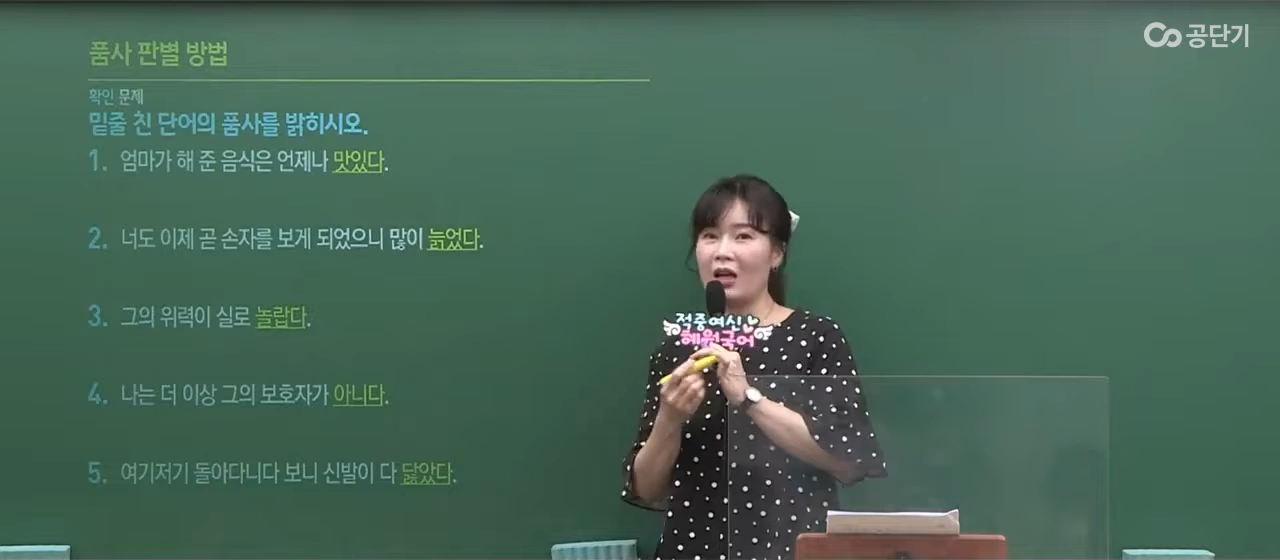 공단기
품사 판별 방법
확인 문제
밑줄 친 단어의 품사를 밝히시오.
1. 엄마가 해 준 음식은 언제나 맛있다.
2. 너도 이제 곧 손자를 보게 되었으니 많이 늙었다.
3. 그의 위력이 실로 놀랍다.
4. 나는 더 이상 그의 보호자가 아니다.
5. 여기저기 돌아다니다 보니 신발이 다 닳았다.
적중여신
혜원국어